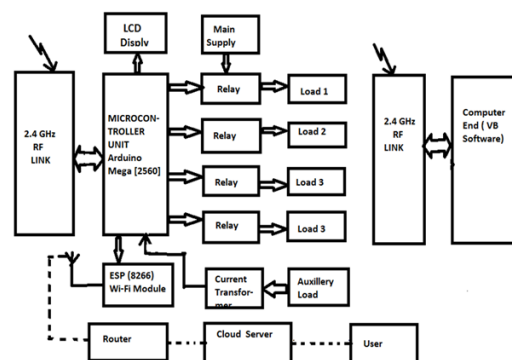 LCD
Disply
Main
Supply
2.4 GHz
RF
LINK
MICROCON-
TROLLER
UNIT
Arduino
Mega [2560]
Relay
Load 1
Relay
Load 2
Relay
Load 3
Relay
Load 3
2.4 GHz
RF
LINK
Computer
End ( VB
Software)
ESP (8266)
Wi-Fi Module
Current
Transfor-
mer
Auxillery
Load
Router
Cloud Server
User